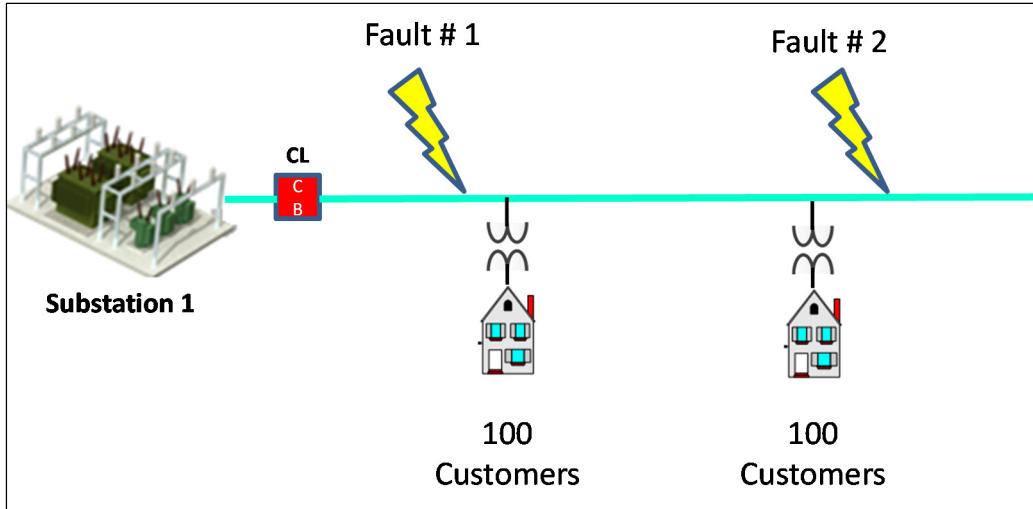 Fault # 1
Fault # 2
CL
C
B
Substation 1
100
Customers
100
Customers